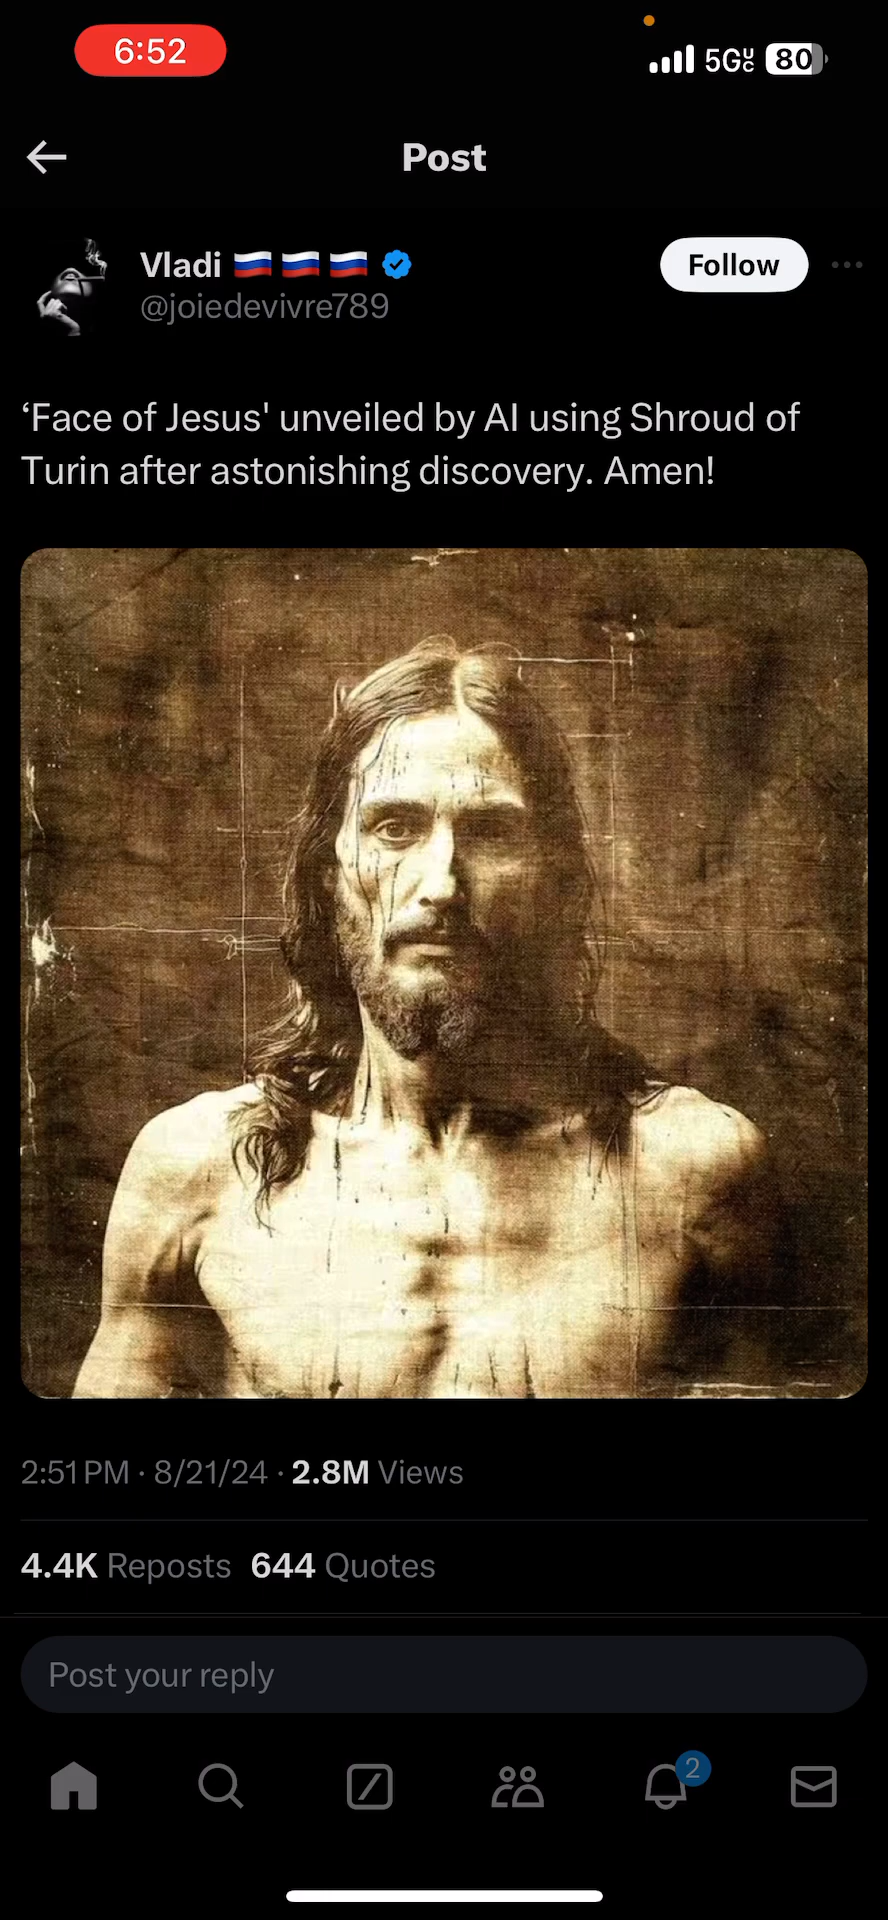 6:52
5GUC 80
Post
Vladi 🇷🇺 🇷🇺 🇷🇺
Follow
@joiedevivre789
‘Face of Jesus' unveiled by AI using Shroud of
Turin after astonishing discovery. Amen!
2:51 PM · 8/21/24 · 2.8M Views
4.4K Reposts 644 Quotes
Post your reply
2